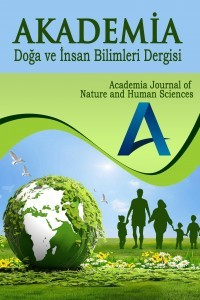 AKADEMİA
Doğa ve İnsan Bilimleri Dergisi
Academia Journal of
Nature and Human Sciences